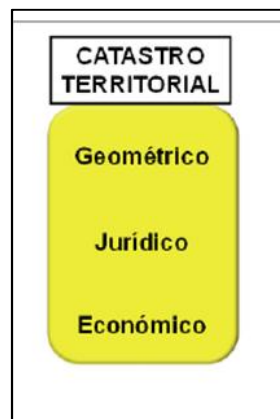 CATASTRO
TERRITORIAL
Geométrico
Jurídico
Económico